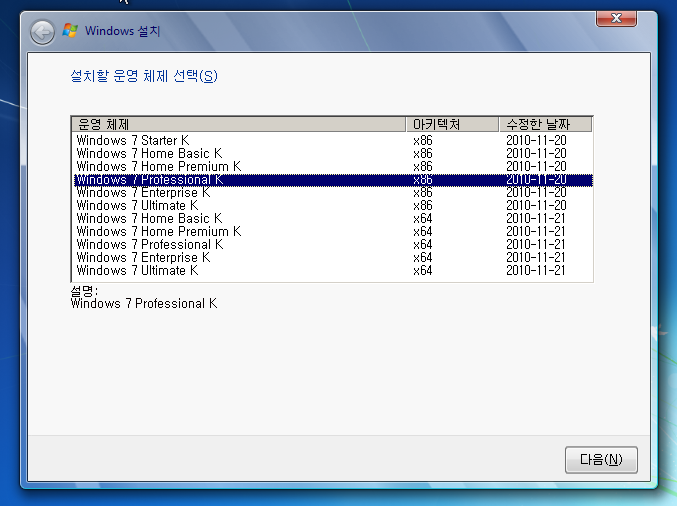 Windows 설치
설치할 운영 체제 선택(S)
운영 체제 아키텍처 수정한 날짜
Windows 7 Starter K x86 2010-11-20
Windows 7 Home Basic K x86 2010-11-20
Windows 7 Home Premium K x86 2010-11-20
Windows 7 Professional K x86 2010-11-20
Windows 7 Enterprise K x86 2010-11-20
Windows 7 Ultimate K x86 2010-11-20
Windows 7 Home Basic K x64 2010-11-21
Windows 7 Home Premium K x64 2010-11-21
Windows 7 Professional K x64 2010-11-21
Windows 7 Enterprise K x64 2010-11-21
Windows 7 Ultimate K x64 2010-11-21
설명:
Windows 7 Professional K
다음(N)